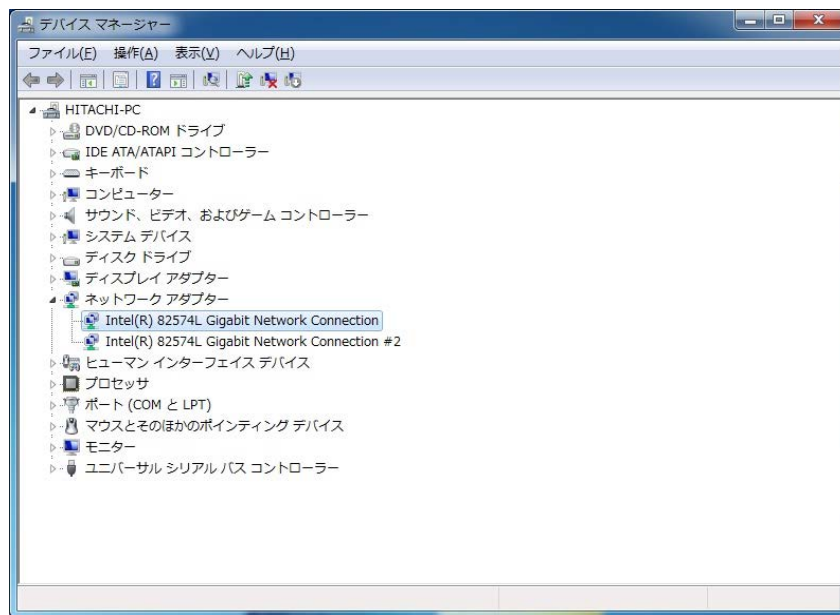 デバイス マネージャー
ファイル(F) 操作(A) 表示(V) ヘルプ(H)
HITACHI-PC
DVD/CD-ROM ドライブ
IDE ATA/ATAPI コントローラー
キーボード
コンピューター
サウンド、ビデオ、およびゲーム コントローラー
システム デバイス
ディスク ドライブ
ディスプレイ アダプター
ネットワーク アダプター
Intel(R) 82574L Gigabit Network Connection
Intel(R) 82574L Gigabit Network Connection #2
ヒューマン インターフェイス デバイス
プロセッサ
ポート (COM と LPT)
マウスとそのほかのポインティング デバイス
モニター
ユニバーサル シリアル バス コントローラー